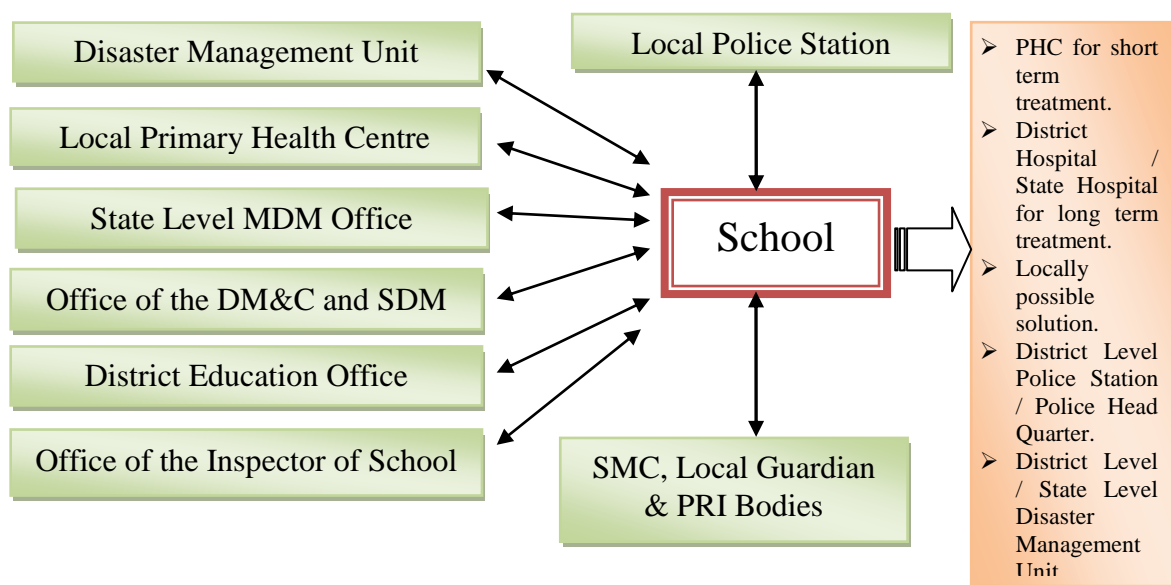 Disaster Management Unit
Local Primary Health Centre
State Level MDM Office
Office of the DM&C and SDM
District Education Office
Office of the Inspector of School
Local Police Station
School
SMC, Local Guardian
& PRI Bodies
➢ PHC for short
term
treatment.
➢ District
Hospital /
State Hospital
for long term
treatment.
➢ Locally
possible
solution.
➢ District Level
Police Station
/ Police Head
Quarter.
➢ District Level
/ State Level
Disaster
Management
Unit